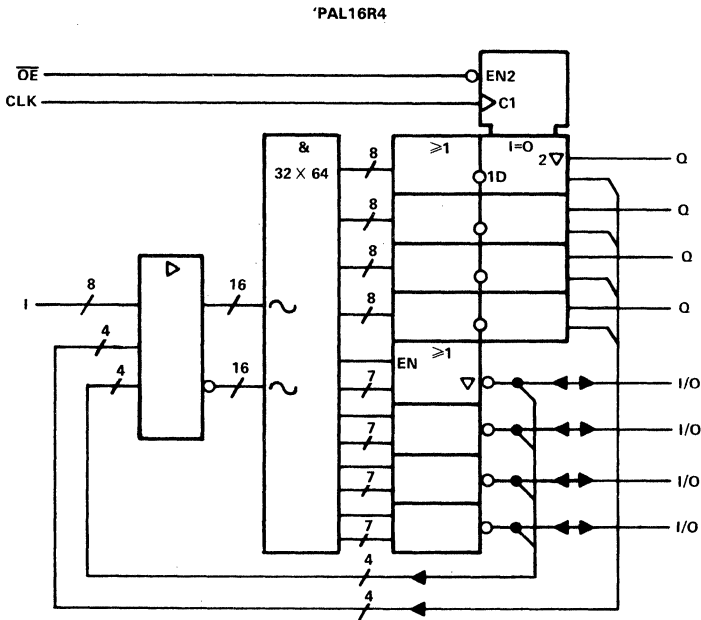 'PAL16R4
OE
EN2
CLK
C1
&
32 X 64
8
≥1
I=0
2 ▽
Q
1D
8
Q
8
Q
8
Q
▷
I
8
16
4
4
16
EN
≥1
▽
7
I/O
7
I/O
7
I/O
7
I/O
4
4